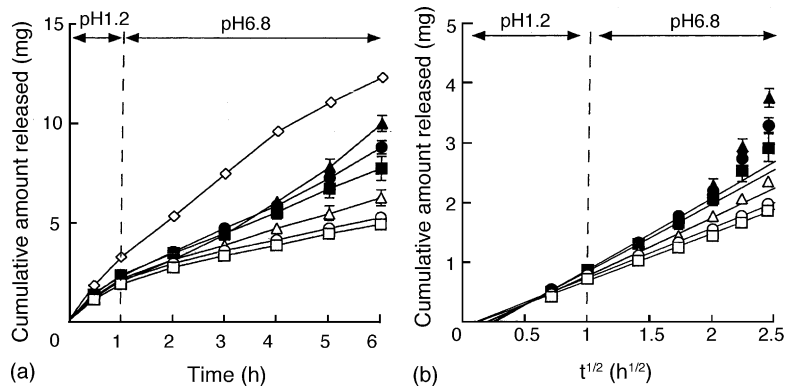 pH1.2
pH6.8
Cumulative amount released (mg)
15
10
5
0
1
2
3
4
5
6
Time (h)
(a)
pH1.2
pH6.8
Cumulative amount released (mg)
5
4
3
2
1
0
0.5
1
1.5
2
2.5
t1/2 (h1/2)
(b)